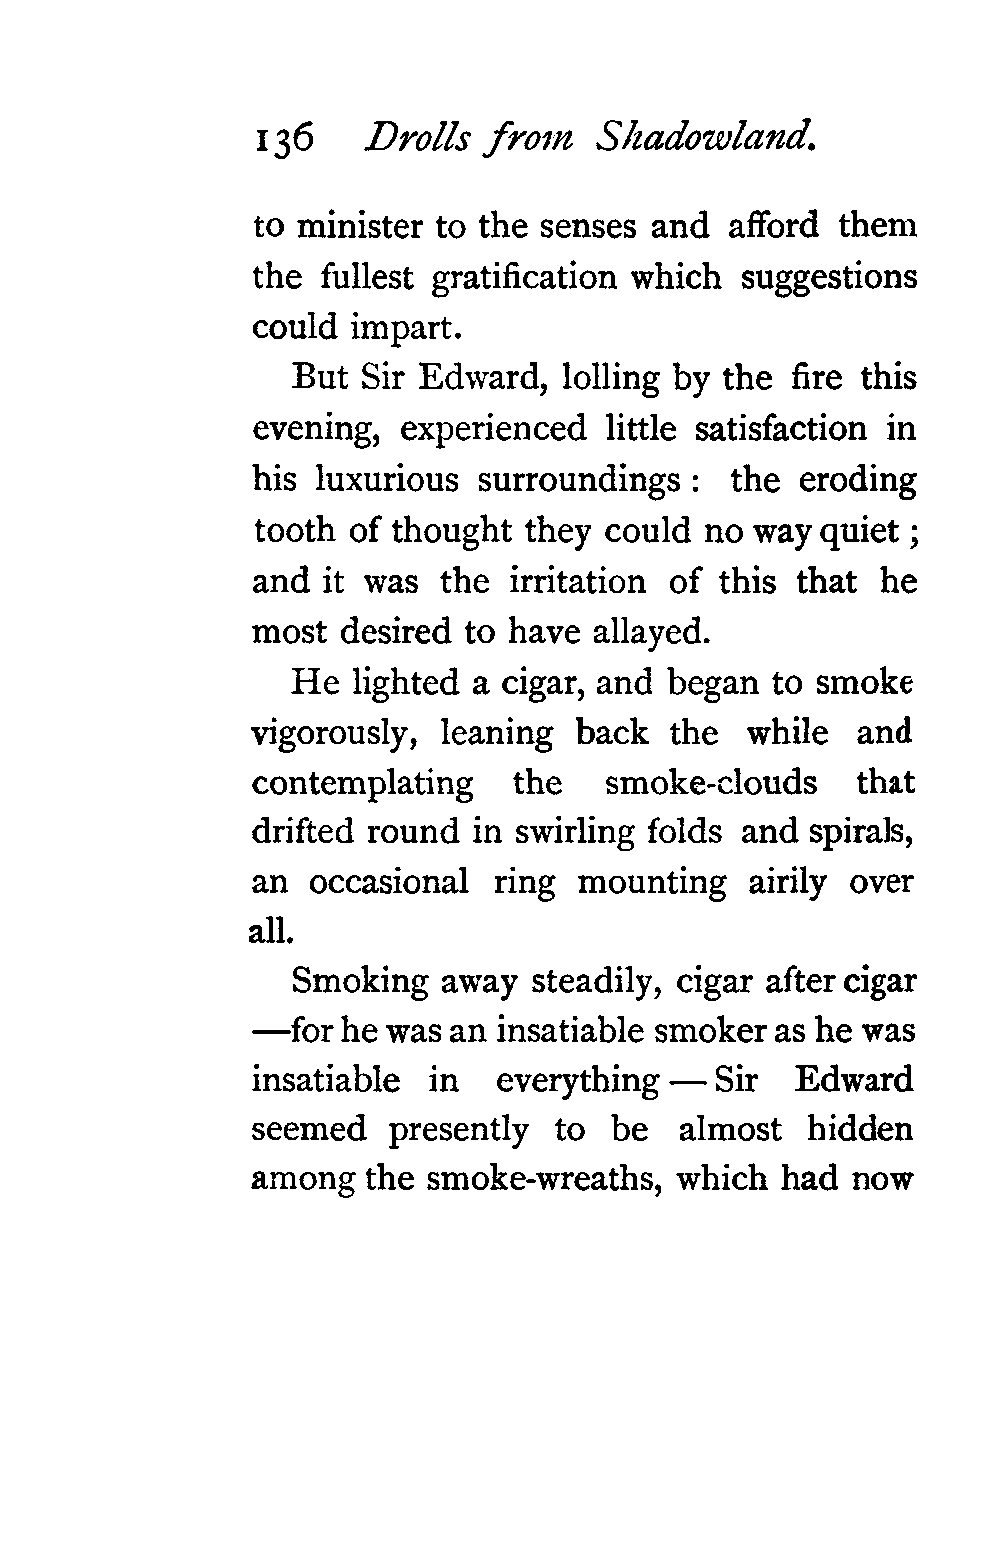 136 Drolls from Shadowland.
to minister to the senses and afford them
the fullest gratification which suggestions
could impart.
But Sir Edward, lolling by the fire this
evening, experienced little satisfaction in
his luxurious surroundings : the eroding
tooth of thought they could no way quiet ;
and it was the irritation of this that he
most desired to have allayed.
He lighted a cigar, and began to smoke
vigorously, leaning back the while and
contemplating the smoke-clouds that
drifted round in swirling folds and spirals,
an occasional ring mounting airily over
all.
Smoking away steadily, cigar after cigar
—for he was an insatiable smoker as he was
insatiable in everything — Sir Edward
seemed presently to be almost hidden
among the smoke-wreaths, which had now